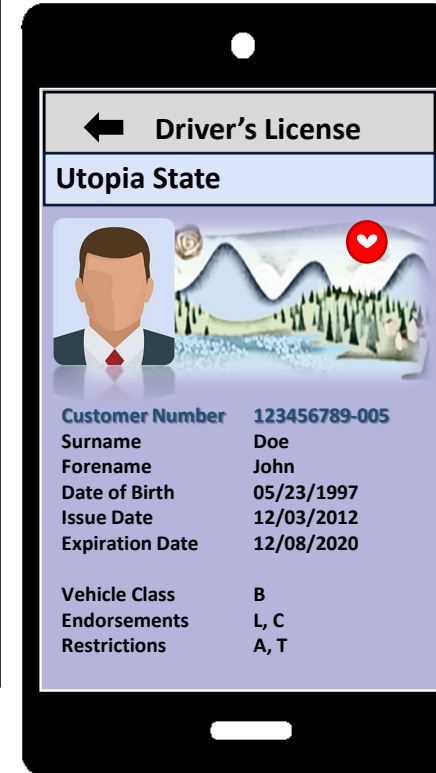 Driver's License
Utopia State
Customer Number 123456789-005
Surname Doe
Forename John
Date of Birth 05/23/1997
Issue Date 12/03/2012
Expiration Date 12/08/2020
Vehicle Class B
Endorsements L, C
Restrictions A, T